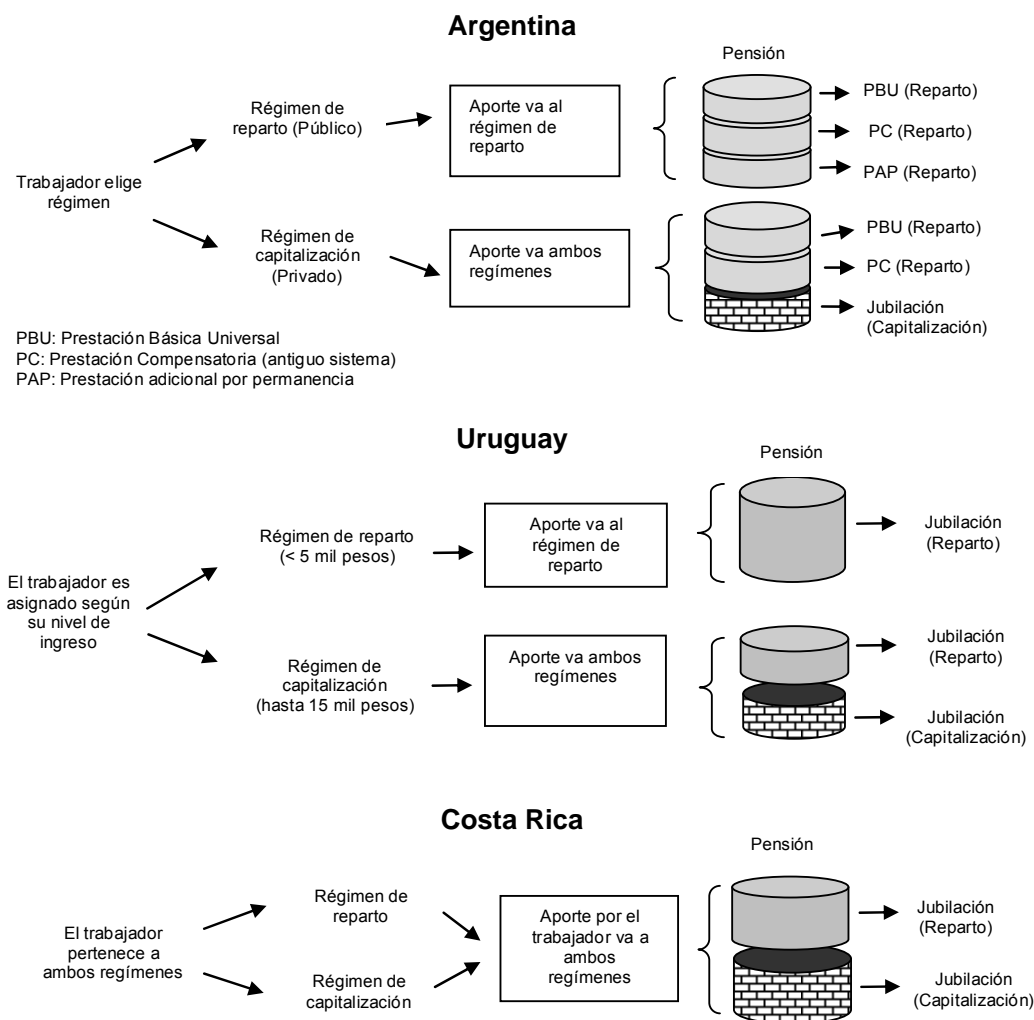 Argentina
Pensión
Trabajador elige
régimen
Régimen de
reparto (Público)
Aporte va al
régimen de
reparto
PBU (Reparto)
PC (Reparto)
PAP (Reparto)
Régimen de
capitalización
(Privado)
Aporte va ambos
regímenes
PBU (Reparto)
PC (Reparto)
Jubilación
(Capitalización)
PBU: Prestación Básica Universal
PC: Prestación Compensatoria (antiguo sistema)
PAP: Prestación adicional por permanencia
Uruguay
Pensión
El trabajador es
asignado según
su nivel de
ingreso
Régimen de reparto
(< 5 mil pesos)
Aporte va al
régimen de
reparto
Jubilación
(Reparto)
Régimen de
capitalización
(hasta 15 mil pesos)
Aporte va ambos
regímenes
Jubilación
(Reparto)
Jubilación
(Capitalización)
Costa Rica
Pensión
El trabajador
pertenece a
ambos regímenes
Régimen de
reparto
Régimen de
capitalización
Aporte por el
trabajador va a
ambos
regímenes
Jubilación
(Reparto)
Jubilación
(Capitalización)